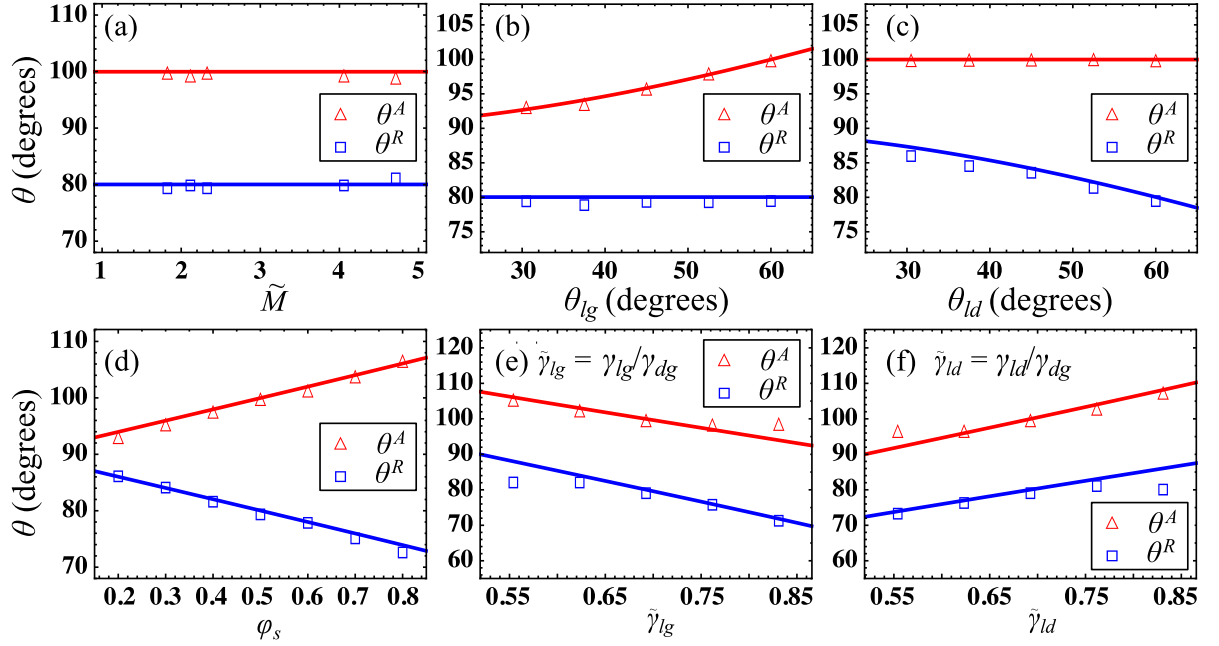 (a)
θ (degrees)
110
100
90
80
70
θ^A
θ^R
1 2 3 4 5
M̃
(b)
105
100
95
90
85
80
75
θ^A
θ^R
30 40 50 60
θ_lg (degrees)
(c)
105
100
95
90
85
80
75
θ^A
θ^R
30 40 50 60
θ_ld (degrees)
(d)
θ (degrees)
110
100
90
80
70
θ^A
θ^R
0.2 0.3 0.4 0.5 0.6 0.7 0.8
φ_s
(e) γ̃_lg = γ_lg/γ_dg
120
110
100
90
80
70
60
θ^A
θ^R
0.55 0.65 0.75 0.85
γ̃_lg
(f) γ̃_ld = γ_ld/γ_dg
120
110
100
90
80
70
60
θ^A
θ^R
0.55 0.65 0.75 0.85
γ̃_ld